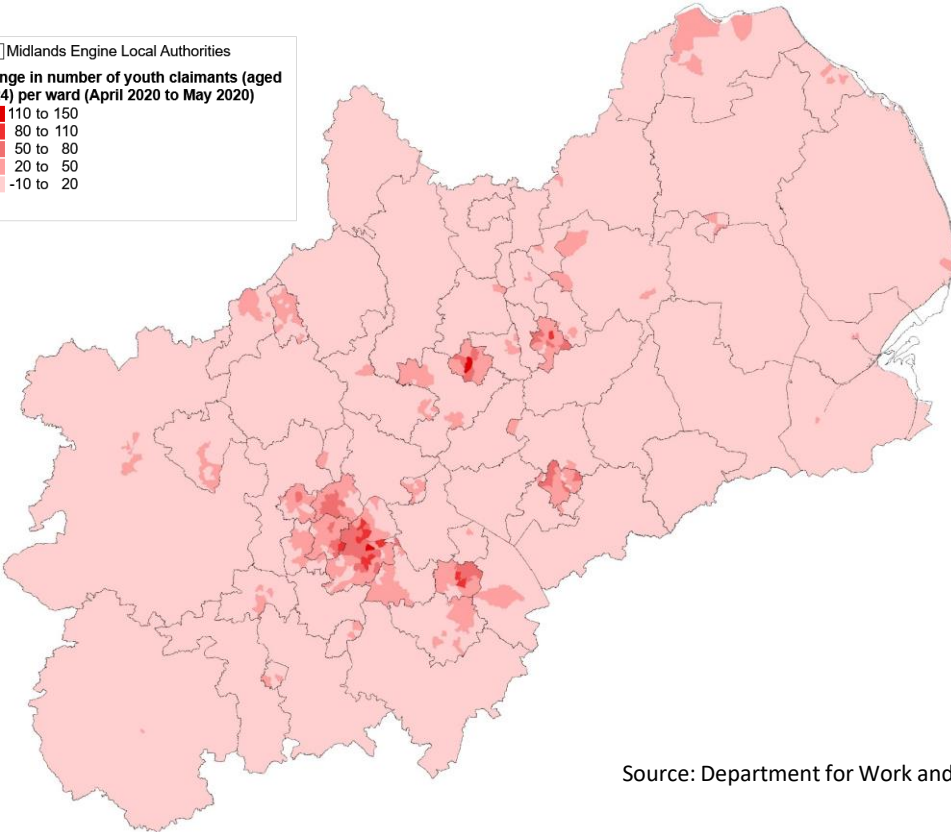 Midlands Engine Local Authorities
nge in number of youth claimants (aged
4) per ward (April 2020 to May 2020)
110 to 150
80 to 110
50 to 80
20 to 50
-10 to 20
Source: Department for Work and